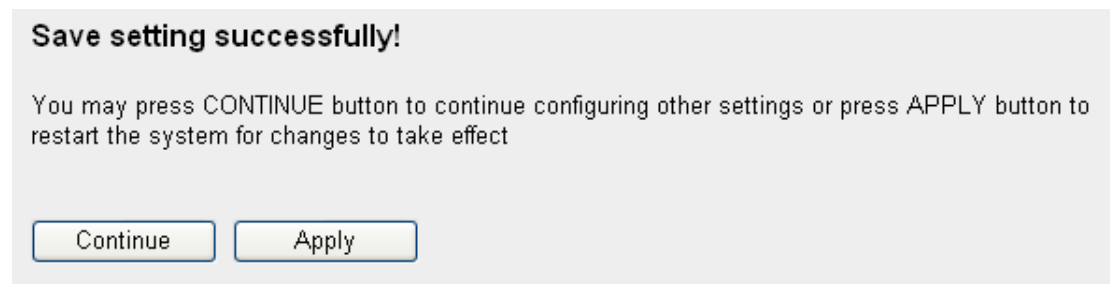 Save setting successfully!
You may press CONTINUE button to continue configuring other settings or press APPLY button to
restart the system for changes to take effect
Continue
Apply